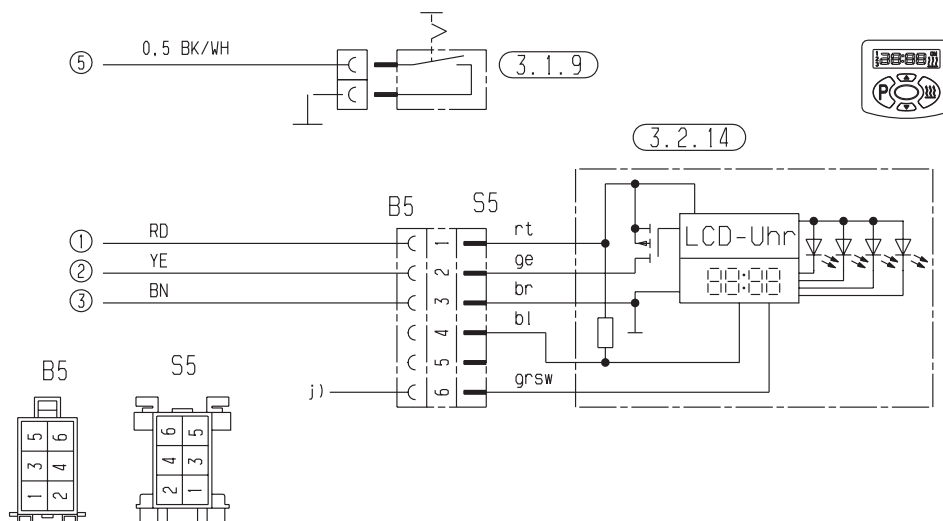 5 0.5 BK/WH
3.1.9
P
3.2.14
B5 S5
1 RD 1 rt
LCD-Uhr
2 YE 2 ge
88:88
3 BN 3 br
4 bl
5
j) 6 grsw
B5 S5
5 6 6 5
3 4 4 3
1 2 2 1